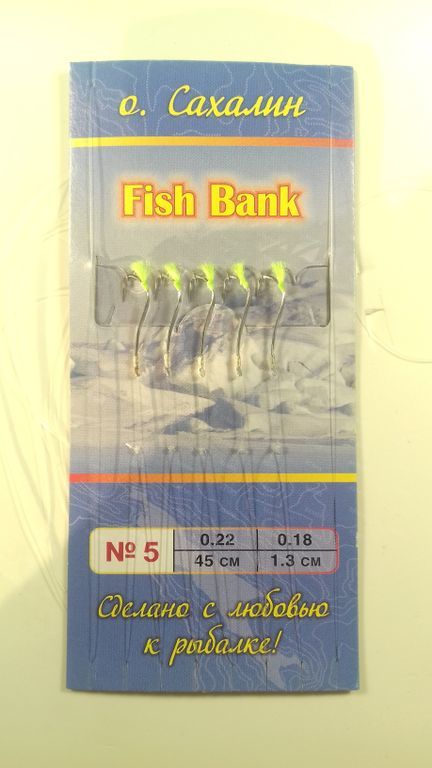 о. Сахалин
Fish Bank
№ 5
0.22 0.18
45 см 1.3 см
Сделано с любовью
к рыбалке!